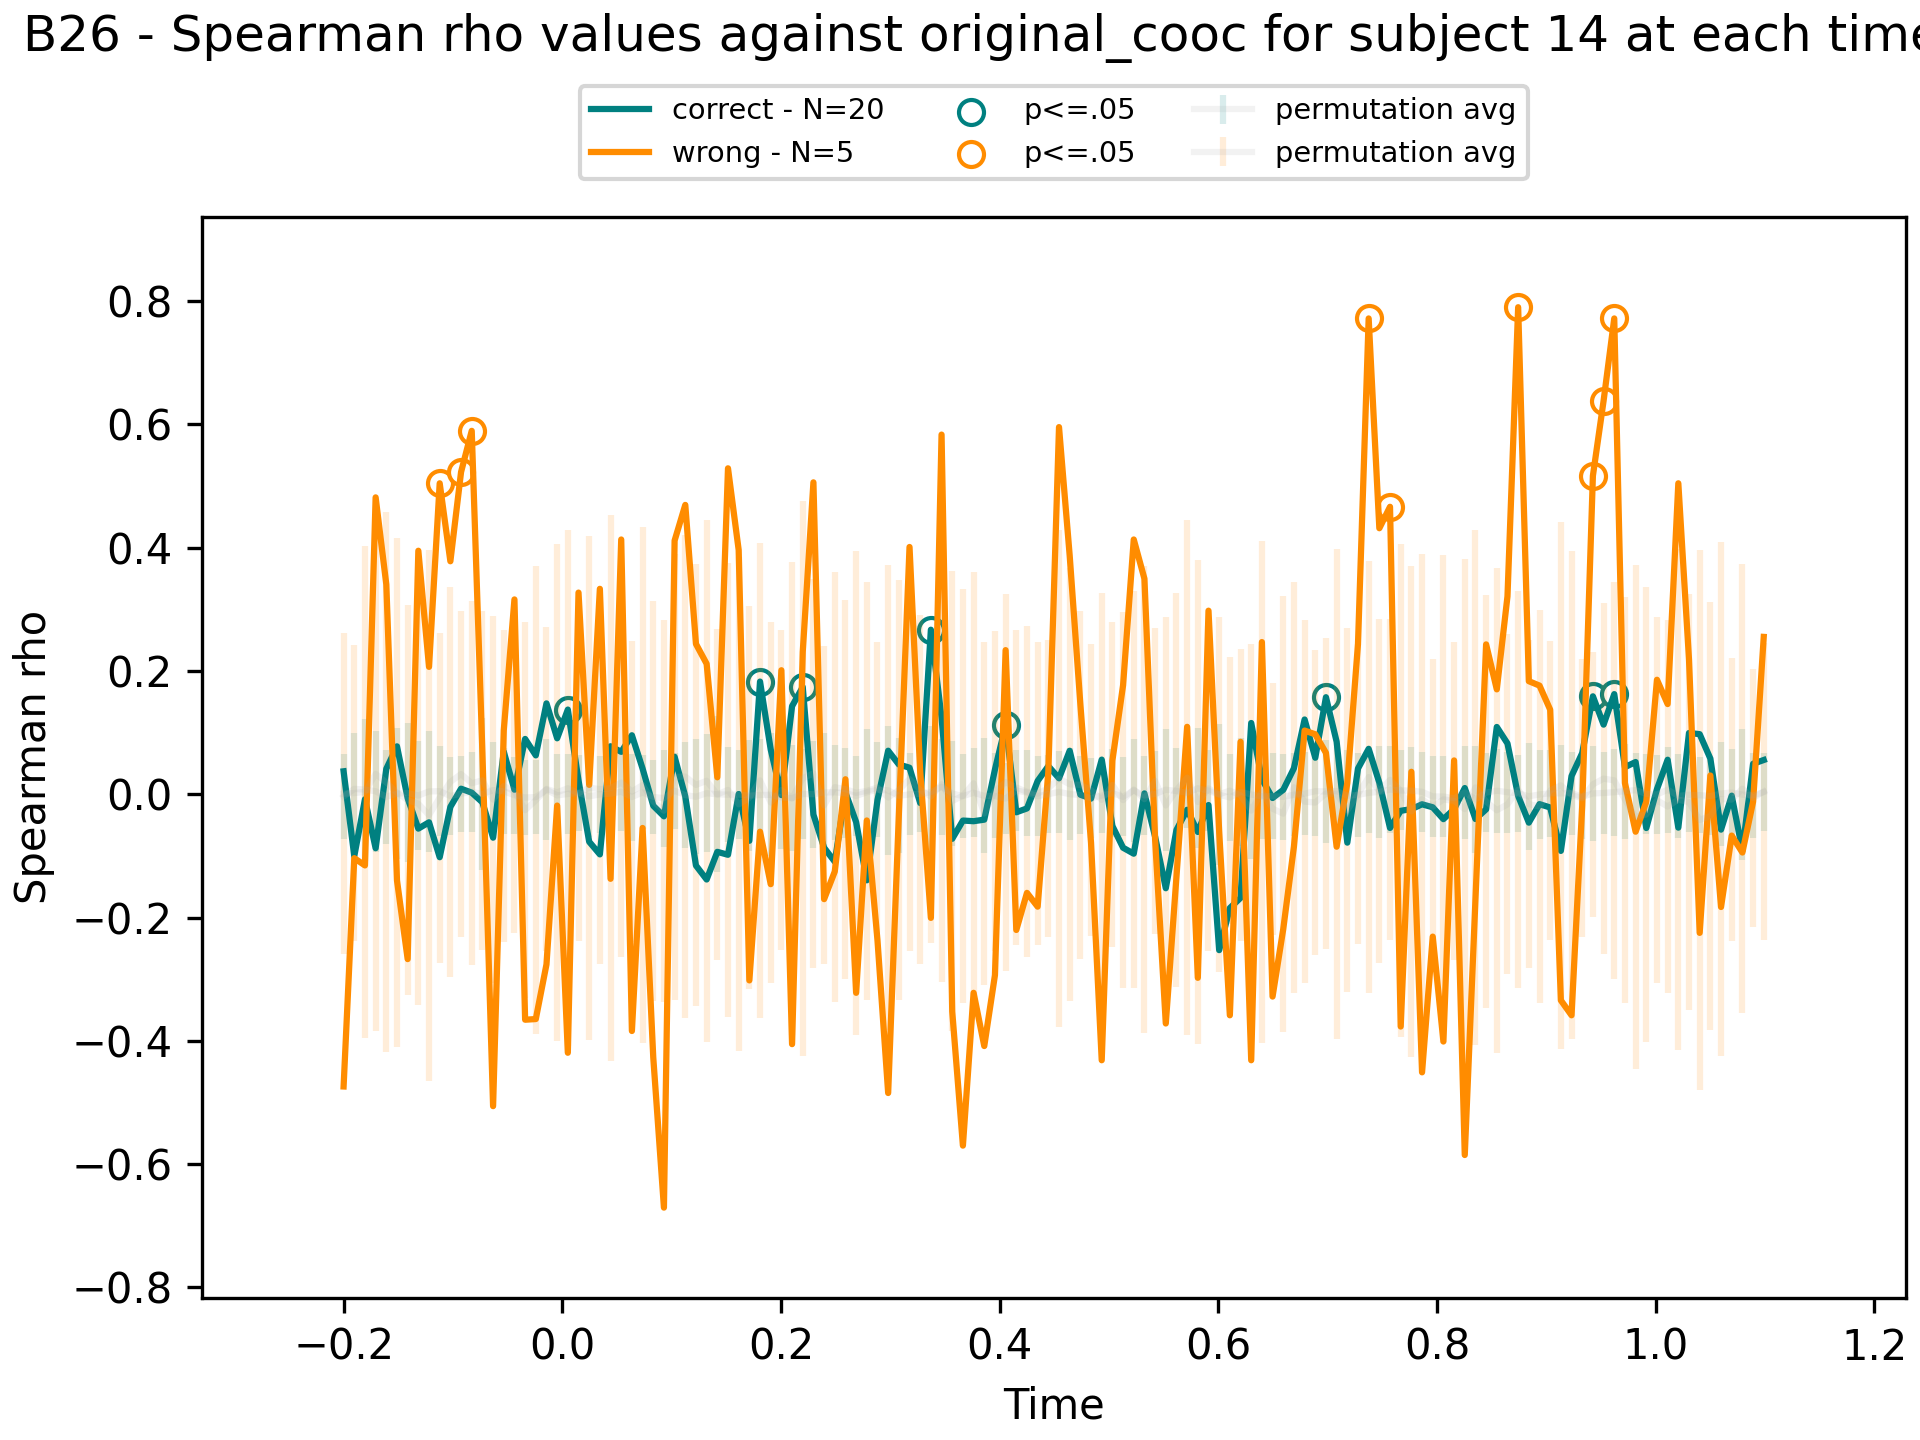 B26 - Spearman rho values against original_cooc for subject 14 at each time
correct - N=20 p<=.05 permutation avg
wrong - N=5 p<=.05 permutation avg
0.8
0.6
0.4
0.2
0.0
−0.2
−0.4
−0.6
−0.8
Spearman rho
−0.2 0.0 0.2 0.4 0.6 0.8 1.0 1.2
Time